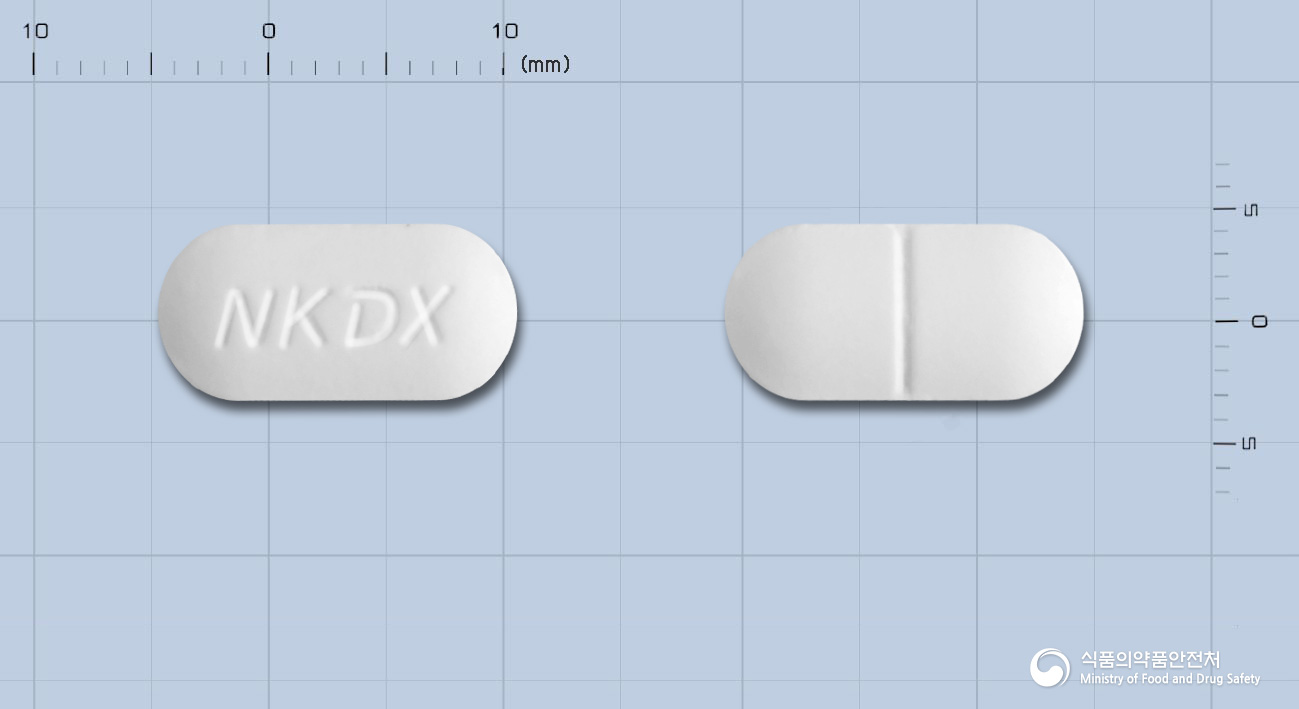 10 0 10
(mm)
NKDX
5
0
5
식품의약품안전처
Ministry of Food and Drug Safety